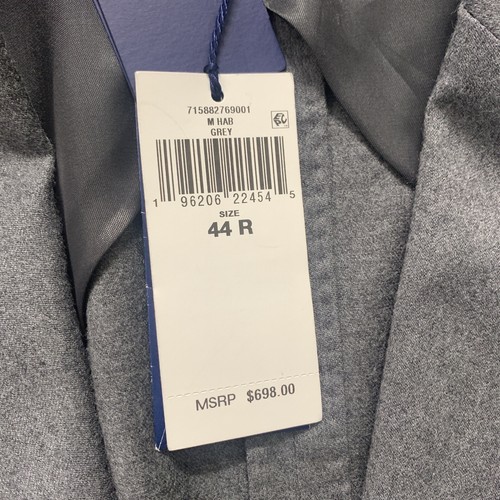 715882769001
M HAB
GREY
1 96206 22454 5
SIZE
44 R
MSRP $698.00